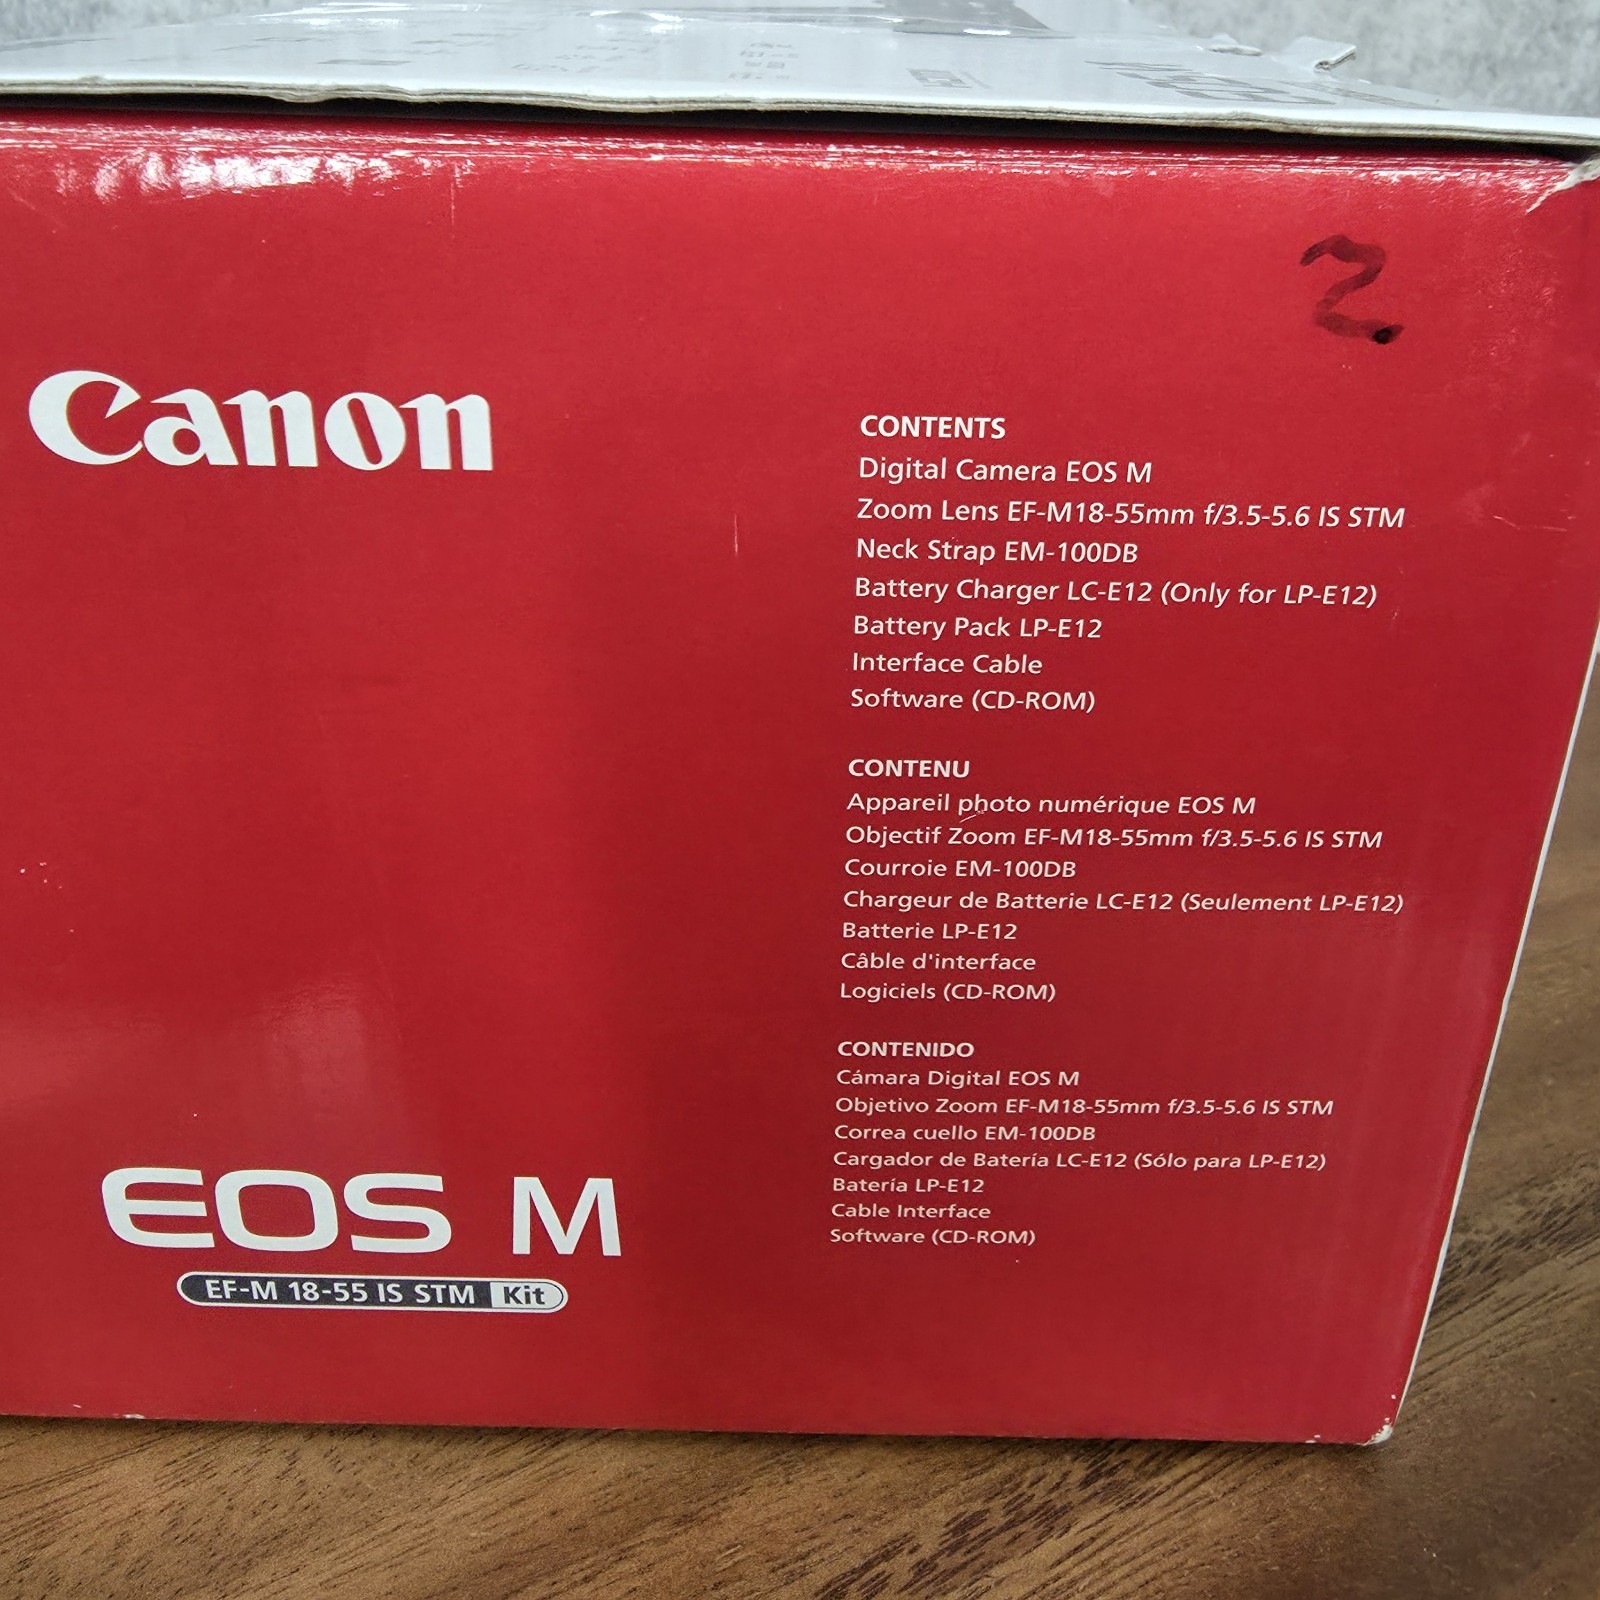 2
Canon
CONTENTS
Digital Camera EOS M
Zoom Lens EF-M18-55mm f/3.5-5.6 IS STM
Neck Strap EM-100DB
Battery Charger LC-E12 (Only for LP-E12)
Battery Pack LP-E12
Interface Cable
Software (CD-ROM)
CONTENU
Appareil photo numérique EOS M
Objectif Zoom EF-M18-55mm f/3.5-5.6 IS STM
Courroie EM-100DB
Chargeur de Batterie LC-E12 (Seulement LP-E12)
Batterie LP-E12
Câble d'interface
Logiciels (CD-ROM)
CONTENIDO
Cámara Digital EOS M
Objetivo Zoom EF-M18-55mm f/3.5-5.6 IS STM
Correa cuello EM-100DB
Cargador de Batería LC-E12 (Sólo para LP-E12)
Batería LP-E12
Cable Interface
Software (CD-ROM)
EOS M
EF-M 18-55 IS STM Kit